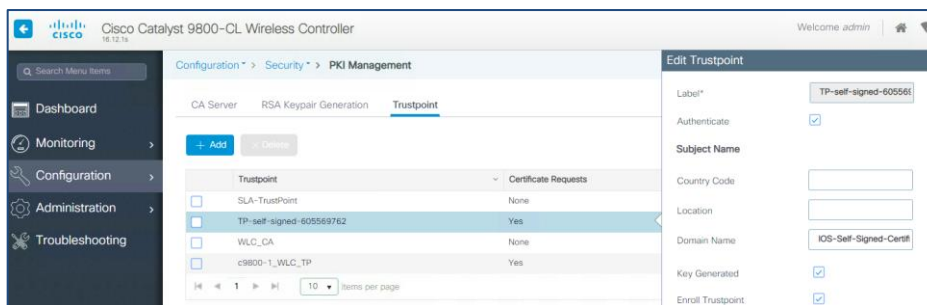 CISCO
Cisco Catalyst 9800-CL Wireless Controller
16.12.1s
Welcome admin
Search Menu Items
Dashboard
Monitoring
Configuration
Administration
Troubleshooting
Configuration > Security > PKI Management
CA Server RSA Keypair Generation Trustpoint
+ Add × Delete
Trustpoint Certificate Requests
SLA-TrustPoint None
TP-self-signed-605569762 Yes
WLC_CA None
c9800-1_WLC_TP Yes
1 10 items per page
Edit Trustpoint
Label* TP-self-signed-60556
Authenticate
Subject Name
Country Code
Location
Domain Name IOS-Self-Signed-Certifi
Key Generated
Enroll Trustpoint